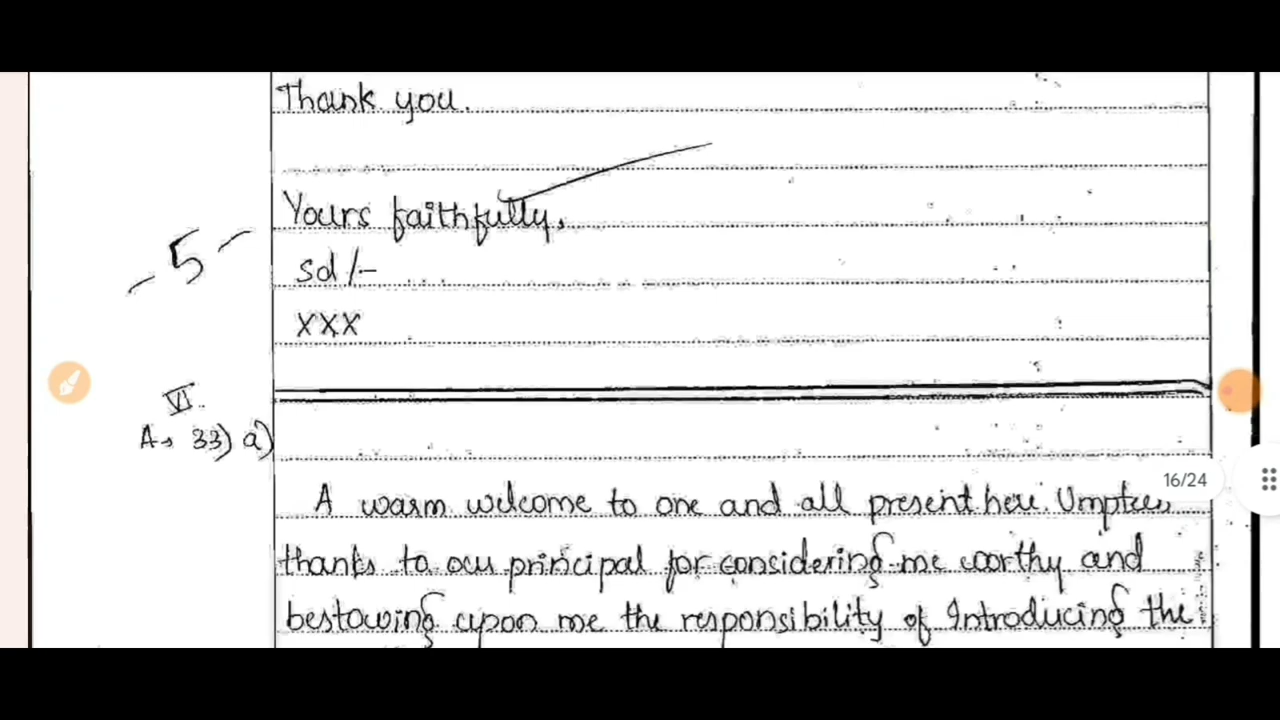 Thank you.
Yours faithfully,
- 5 -
sd/-
XXX
VI.
A→ 33) a)
16/24
A warm welcome to one and all present here. Umpteen
thanks to our principal for considering me worthy and
bestowing upon me the responsibility of Introducing the